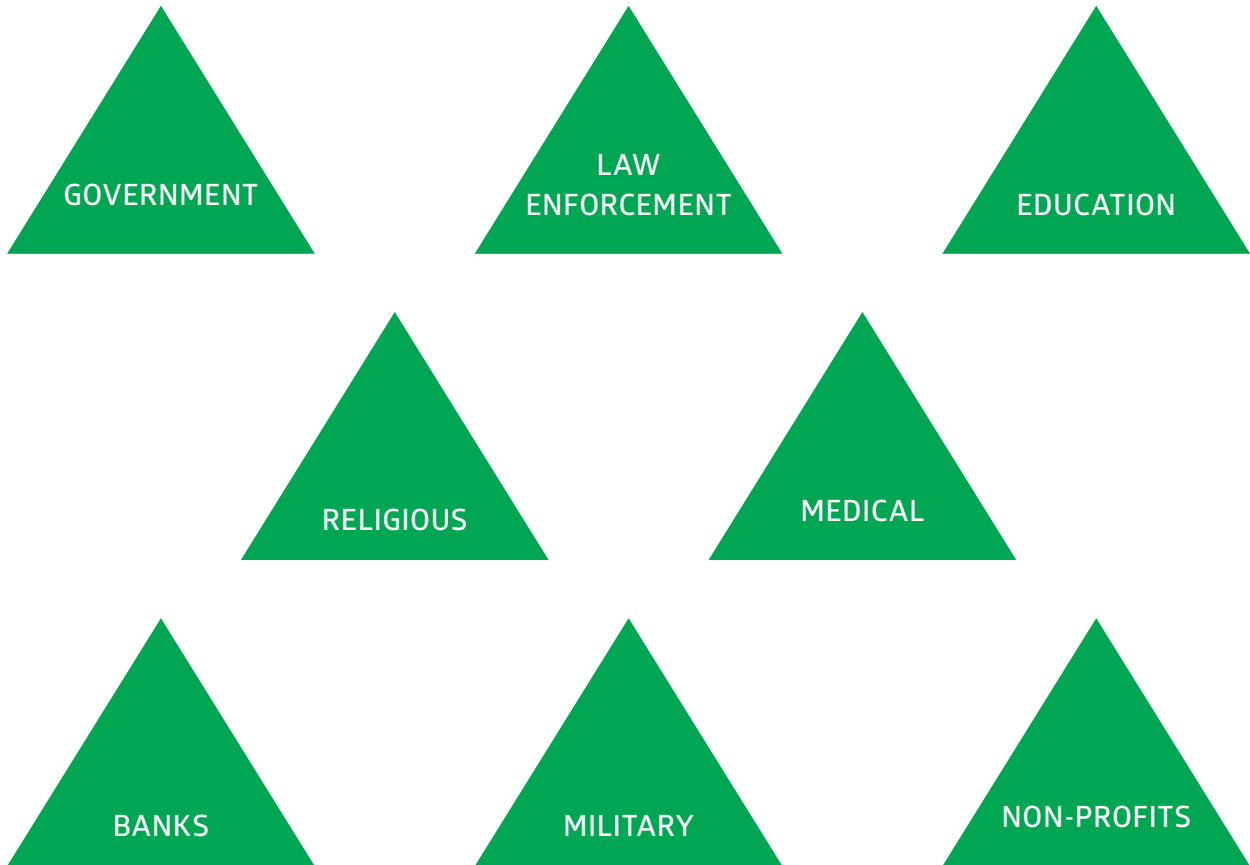 GOVERNMENT
LAW
ENFORCEMENT
EDUCATION
RELIGIOUS
MEDICAL
BANKS
MILITARY
NON-PROFITS